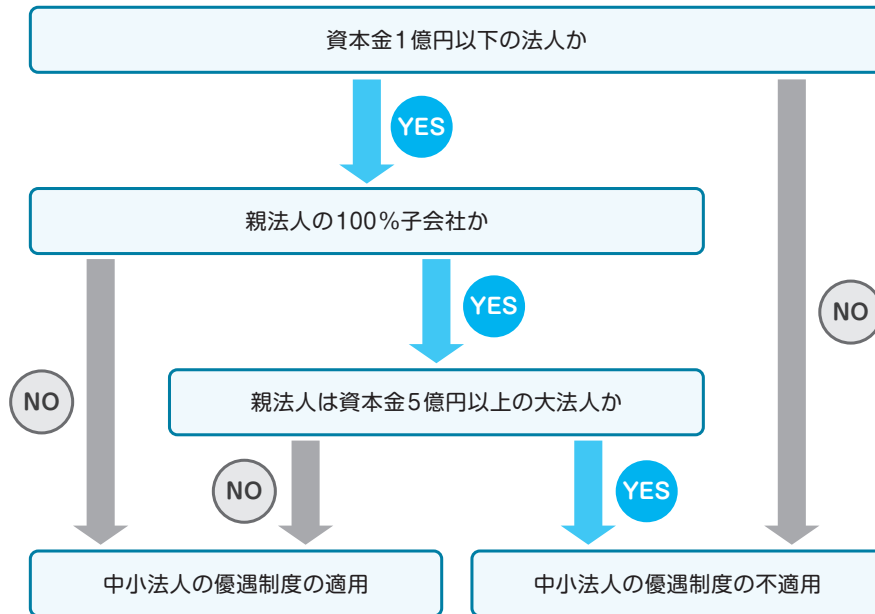 資本金1億円以下の法人か
YES
親法人の100％子会社か
YES
NO
親法人は資本金5億円以上の大法人か
NO
NO
YES
中小法人の優遇制度の適用
中小法人の優遇制度の不適用